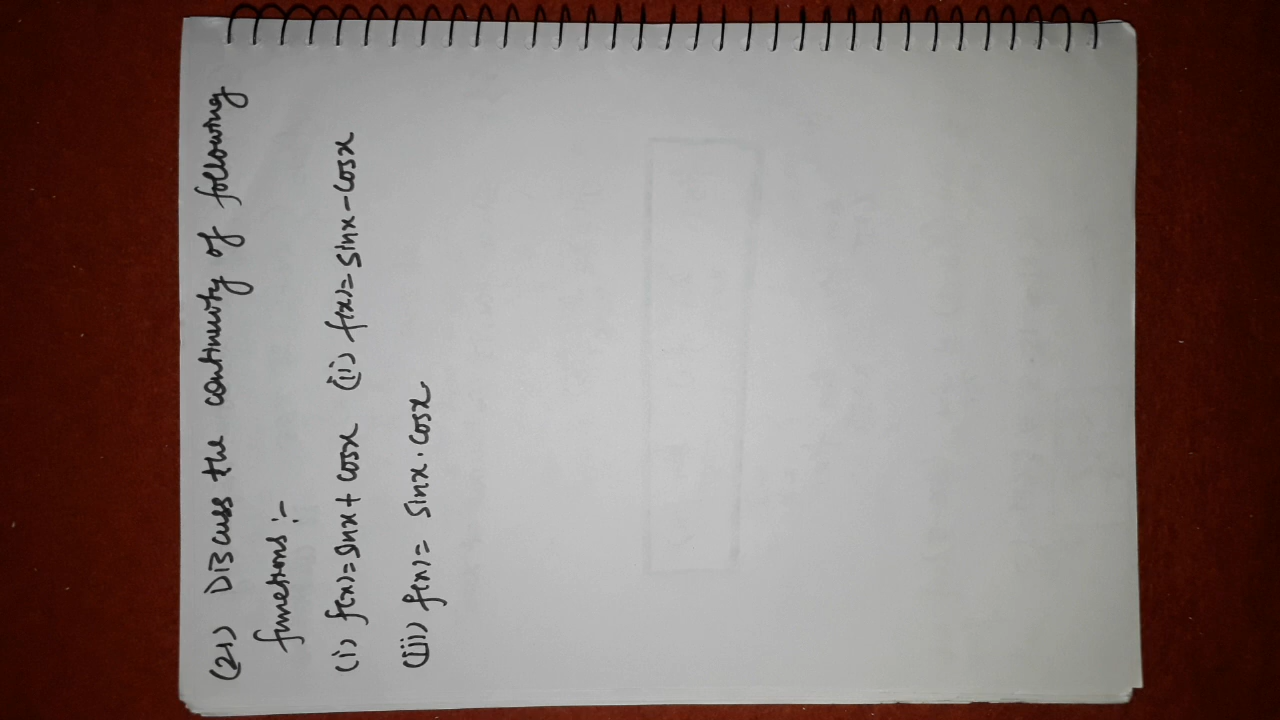 (21) Discuss the continuity of following
functions :-
(i) f(x)=sinx+cosx (ii) f(x)=sinx-cosx
(iii) f(x)= sinx.cosx